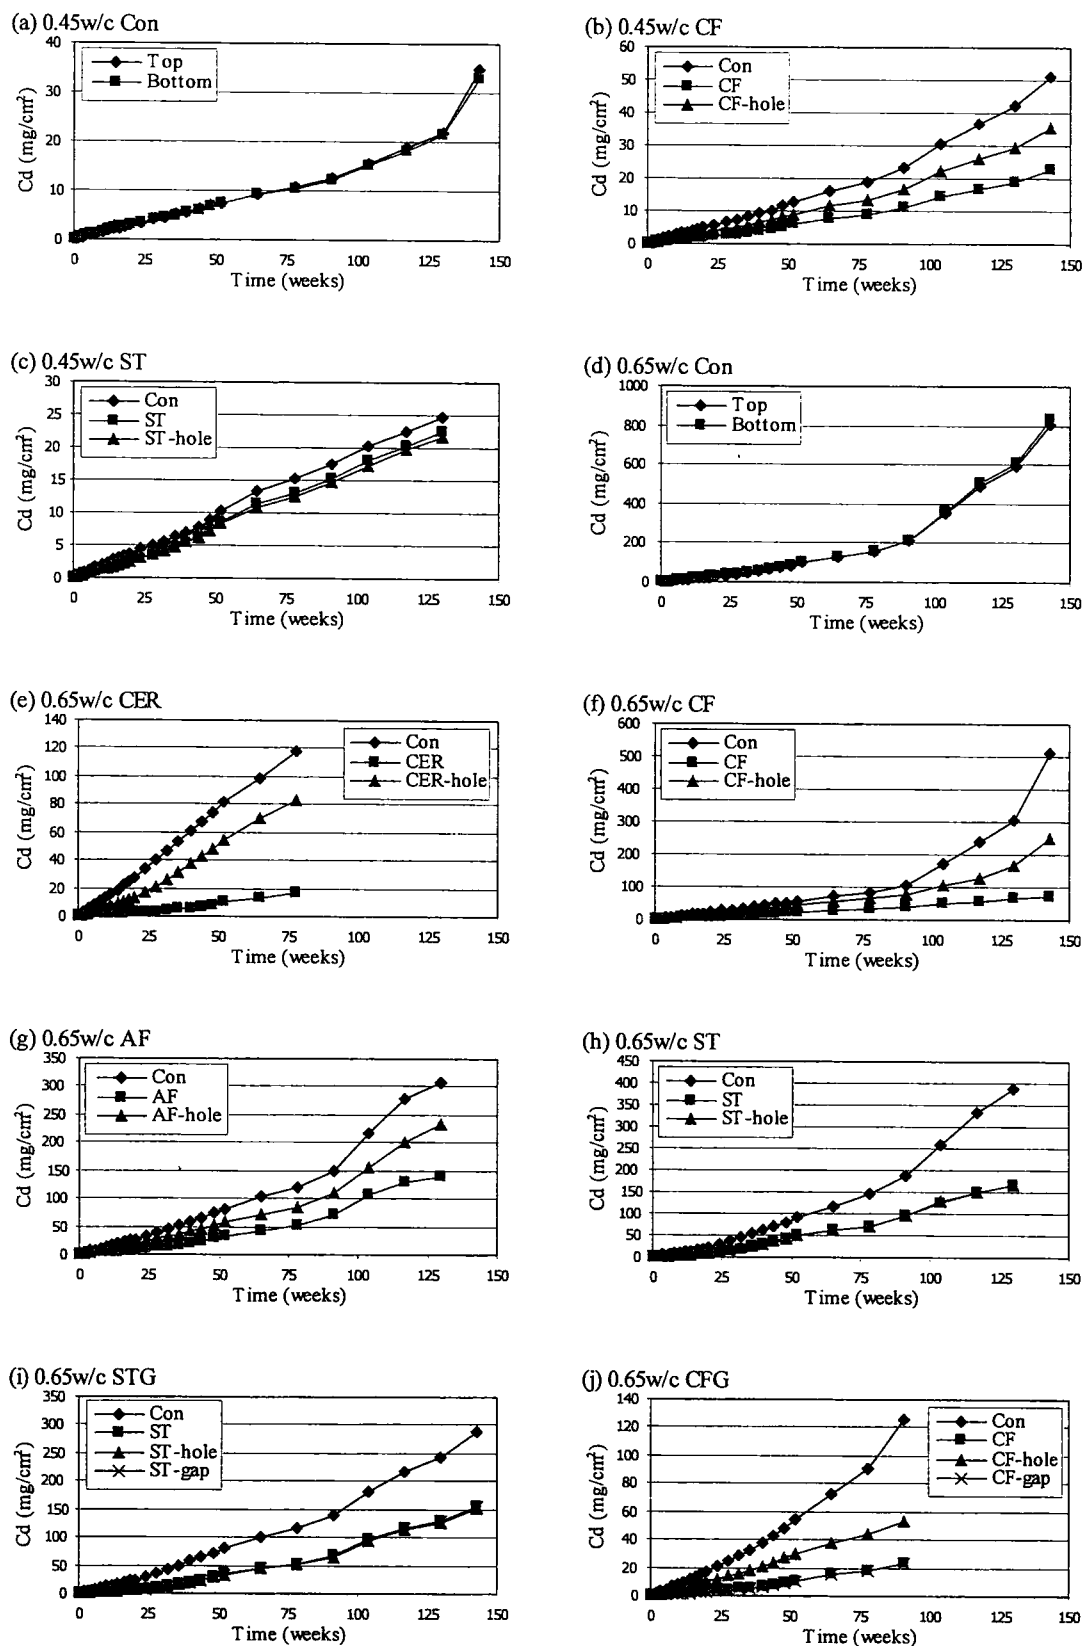 (a) 0.45w/c Con
40
30
20
10
0
Cd (mg/cm²)
Top
Bottom
0 25 50 75 100 125 150
Time (weeks)
(b) 0.45w/c CF
60
50
40
30
20
10
0
Cd (mg/cm²)
Con
CF
CF-hole
0 25 50 75 100 125 150
Time (weeks)
(c) 0.45w/c ST
30
25
20
15
10
5
0
Cd (mg/cm²)
Con
ST
ST-hole
0 25 50 75 100 125 150
Time (weeks)
(d) 0.65w/c Con
1000
800
600
400
200
0
Cd (mg/cm²)
Top
Bottom
0 25 50 75 100 125 150
Time (weeks)
(e) 0.65w/c CER
140
120
100
80
60
40
20
0
Cd (mg/cm²)
Con
CER
CER-hole
0 25 50 75 100 125 150
Time (weeks)
(f) 0.65w/c CF
600
500
400
300
200
100
0
Cd (mg/cm²)
Con
CF
CF-hole
0 25 50 75 100 125 150
Time (weeks)
(g) 0.65w/c AF
350
300
250
200
150
100
50
0
Cd (mg/cm²)
Con
AF
AF-hole
0 25 50 75 100 125 150
Time (weeks)
(h) 0.65w/c ST
450
400
350
300
250
200
150
100
50
0
Cd (mg/cm²)
Con
ST
ST-hole
0 25 50 75 100 125 150
Time (weeks)
(i) 0.65w/c STG
350
300
250
200
150
100
50
0
Cd (mg/cm²)
Con
ST
ST-hole
ST-gap
0 25 50 75 100 125 150
Time (weeks)
(j) 0.65w/c CFG
140
120
100
80
60
40
20
0
Cd (mg/cm²)
Con
CF
CF-hole
CF-gap
0 25 50 75 100 125 150
Time (weeks)